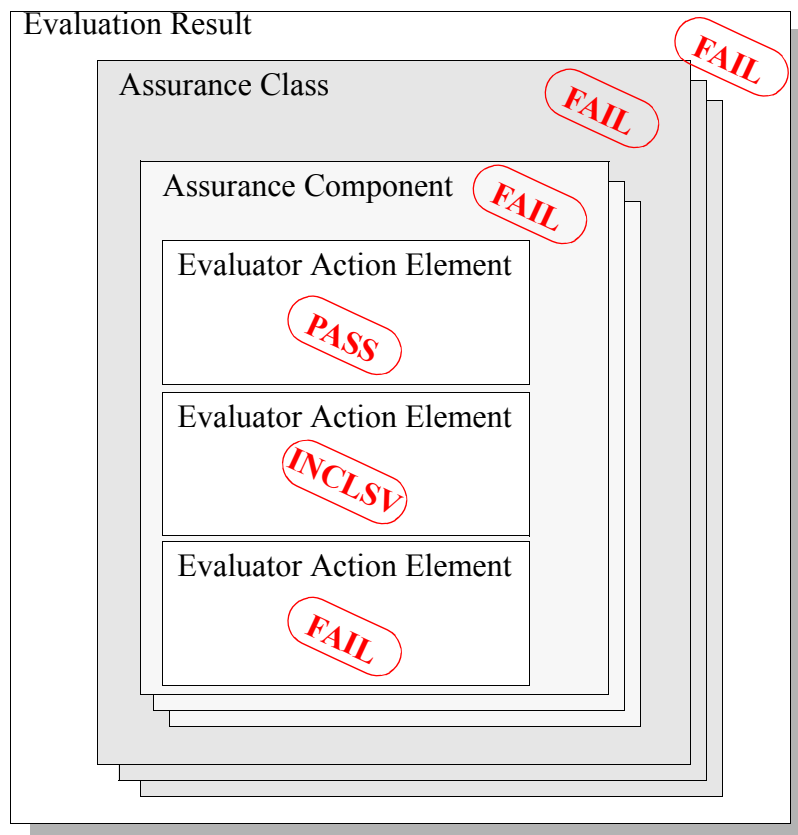 Evaluation Result
FAIL
Assurance Class
FAIL
Assurance Component
FAIL
Evaluator Action Element
PASS
Evaluator Action Element
INCLSV
Evaluator Action Element
FAIL